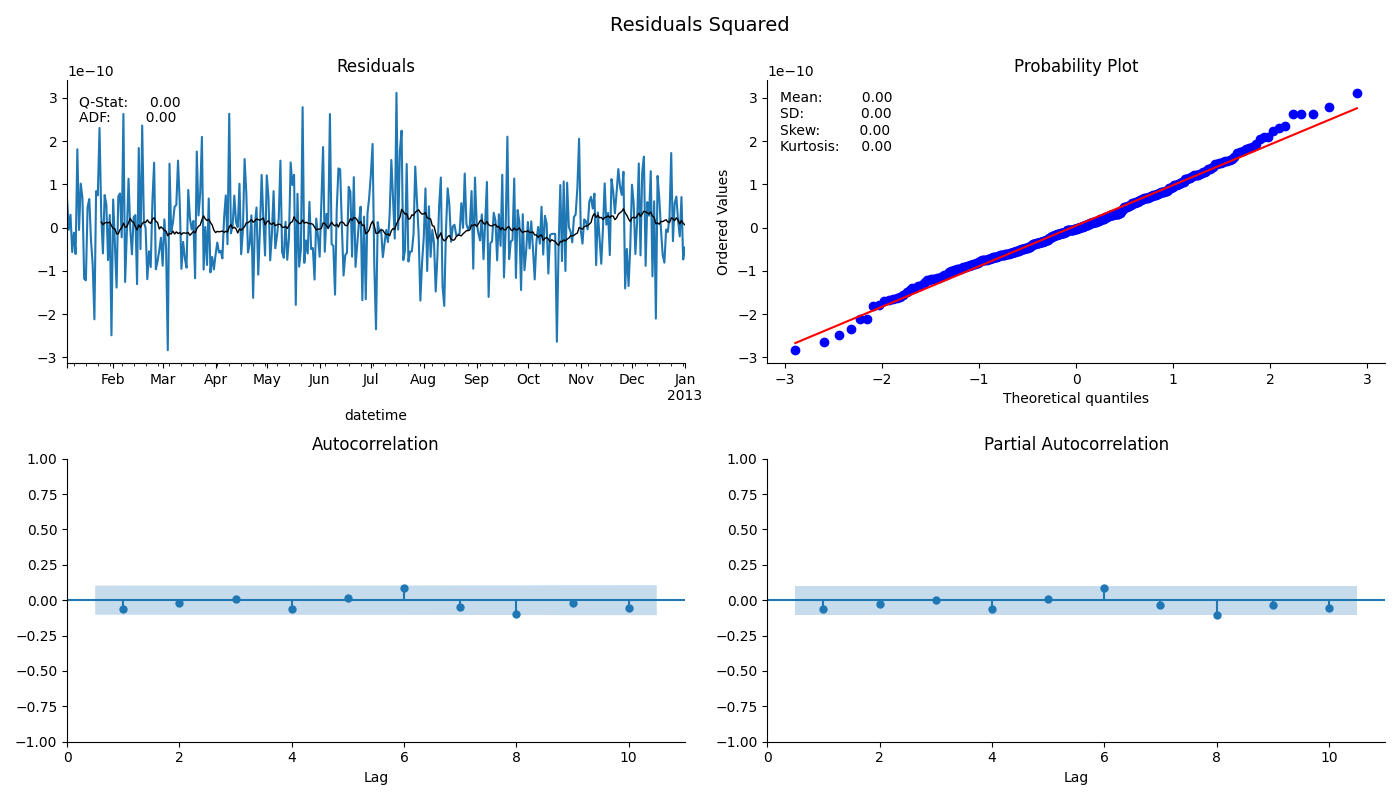 Residuals Squared
Residuals
1e−10
Q-Stat: 0.00
ADF: 0.00
3
2
1
0
−1
−2
−3
Feb Mar Apr May Jun Jul Aug Sep Oct Nov Dec Jan
2013
datetime
Probability Plot
1e−10
Mean: 0.00
SD: 0.00
Skew: 0.00
Kurtosis: 0.00
Ordered Values
3
2
1
0
−1
−2
−3
−3 −2 −1 0 1 2 3
Theoretical quantiles
Autocorrelation
1.00
0.75
0.50
0.25
0.00
−0.25
−0.50
−0.75
−1.00
0 2 4 6 8 10
Lag
Partial Autocorrelation
1.00
0.75
0.50
0.25
0.00
−0.25
−0.50
−0.75
−1.00
0 2 4 6 8 10
Lag